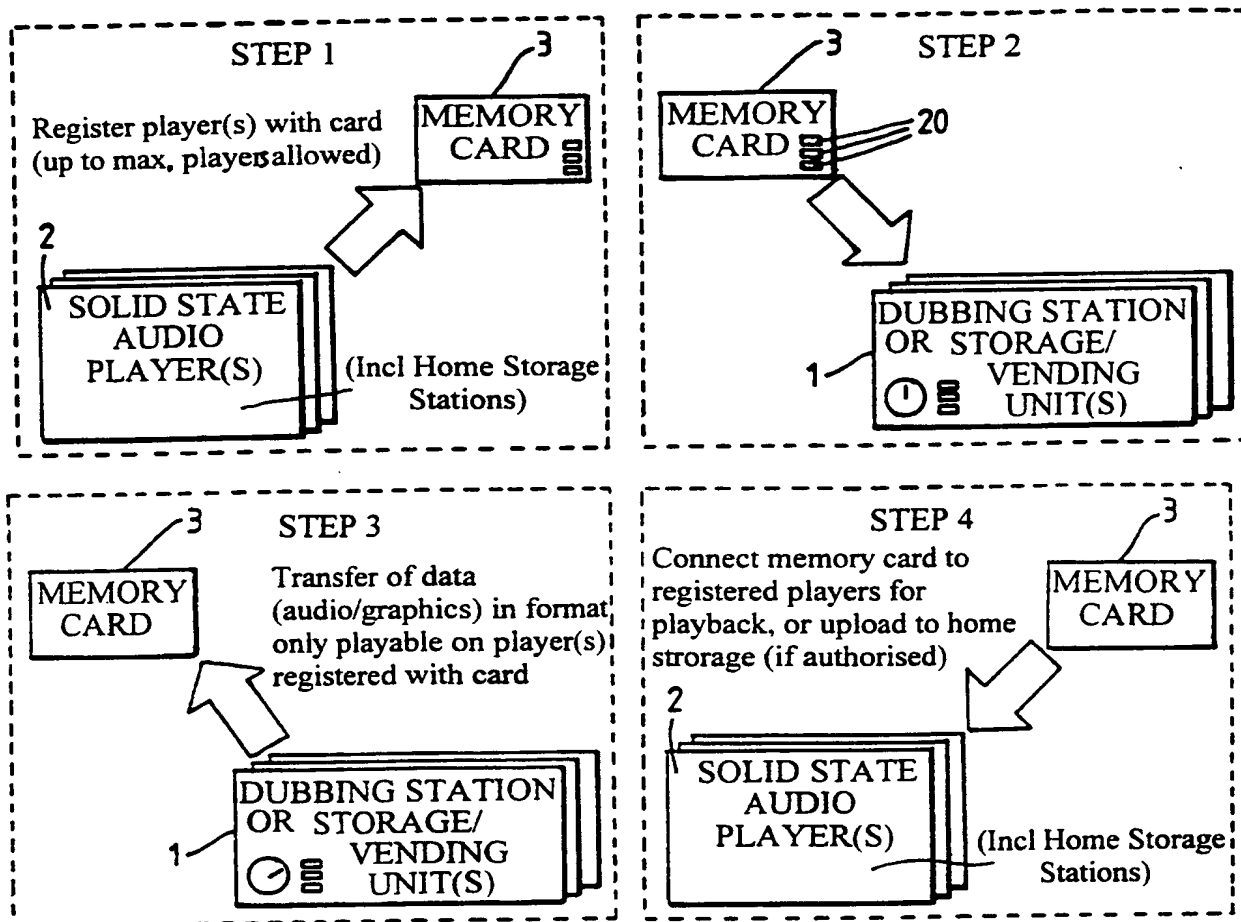 STEP 1
3
MEMORY
CARD
Register player(s) with card
(up to max, players allowed)
2
SOLID STATE
AUDIO
PLAYER(S)
(Incl Home Storage
Stations)
STEP 2
3
MEMORY
CARD
20
DUBBING STATION
OR STORAGE/
VENDING
UNIT(S)
1
STEP 3
3
MEMORY
CARD
Transfer of data
(audio/graphics) in format
only playable on player(s)
registered with card
DUBBING STATION
OR STORAGE/
VENDING
UNIT(S)
1
STEP 4
3
Connect memory card to
registered players for
playback, or upload to home
strorage (if authorised)
MEMORY
CARD
2
SOLID STATE
AUDIO
PLAYER(S)
(Incl Home Storage
Stations)